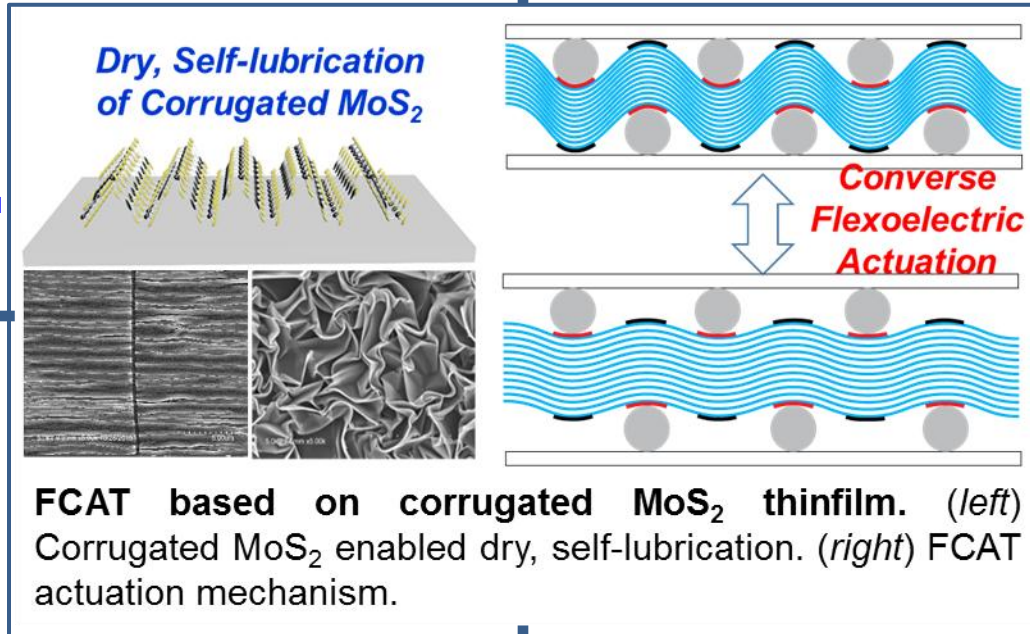 Dry, Self-lubrication
of Corrugated MoS₂
Converse
Flexoelectric
Actuation
FCAT based on corrugated MoS₂ thinfilm. (left)
Corrugated MoS₂ enabled dry, self-lubrication. (right) FCAT
actuation mechanism.